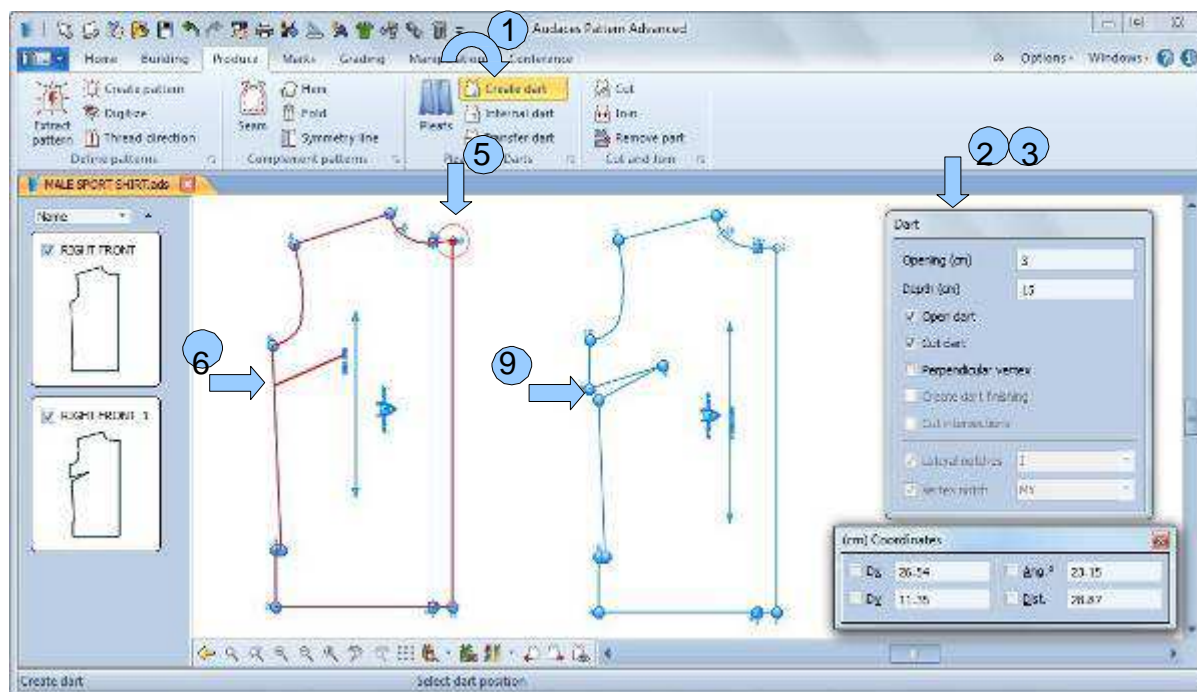 1
Audaces Pattern Advanced
Home Building Produce Marks Grading Conference
Options Windows
Create pattern
Digitize
Thread direction
Extract pattern
Define patterns
Hem
Fold
Symmetry line
Seam
Complement patterns
Pleats
Create dart
Internal dart
Transfer dart
Darts
Cut
Join
Remove part
Cut and Join
5
2 3
MALE SPORT SHIRT.ads
Name
RIGHT FRONT
RIGHT FRONT_1
6
9
Dart
Opening (cm) 3
Depth (cm) 15
Open dart
Cut dart
Perpendicular vertex
Create dart finishing
Cut intersections
Lateral notches I
Vertex notch
(cm) Coordinates
Dx 26.54 Ang.° 23.15
Dy 11.35 Dist. 28.87
Create dart Select dart position